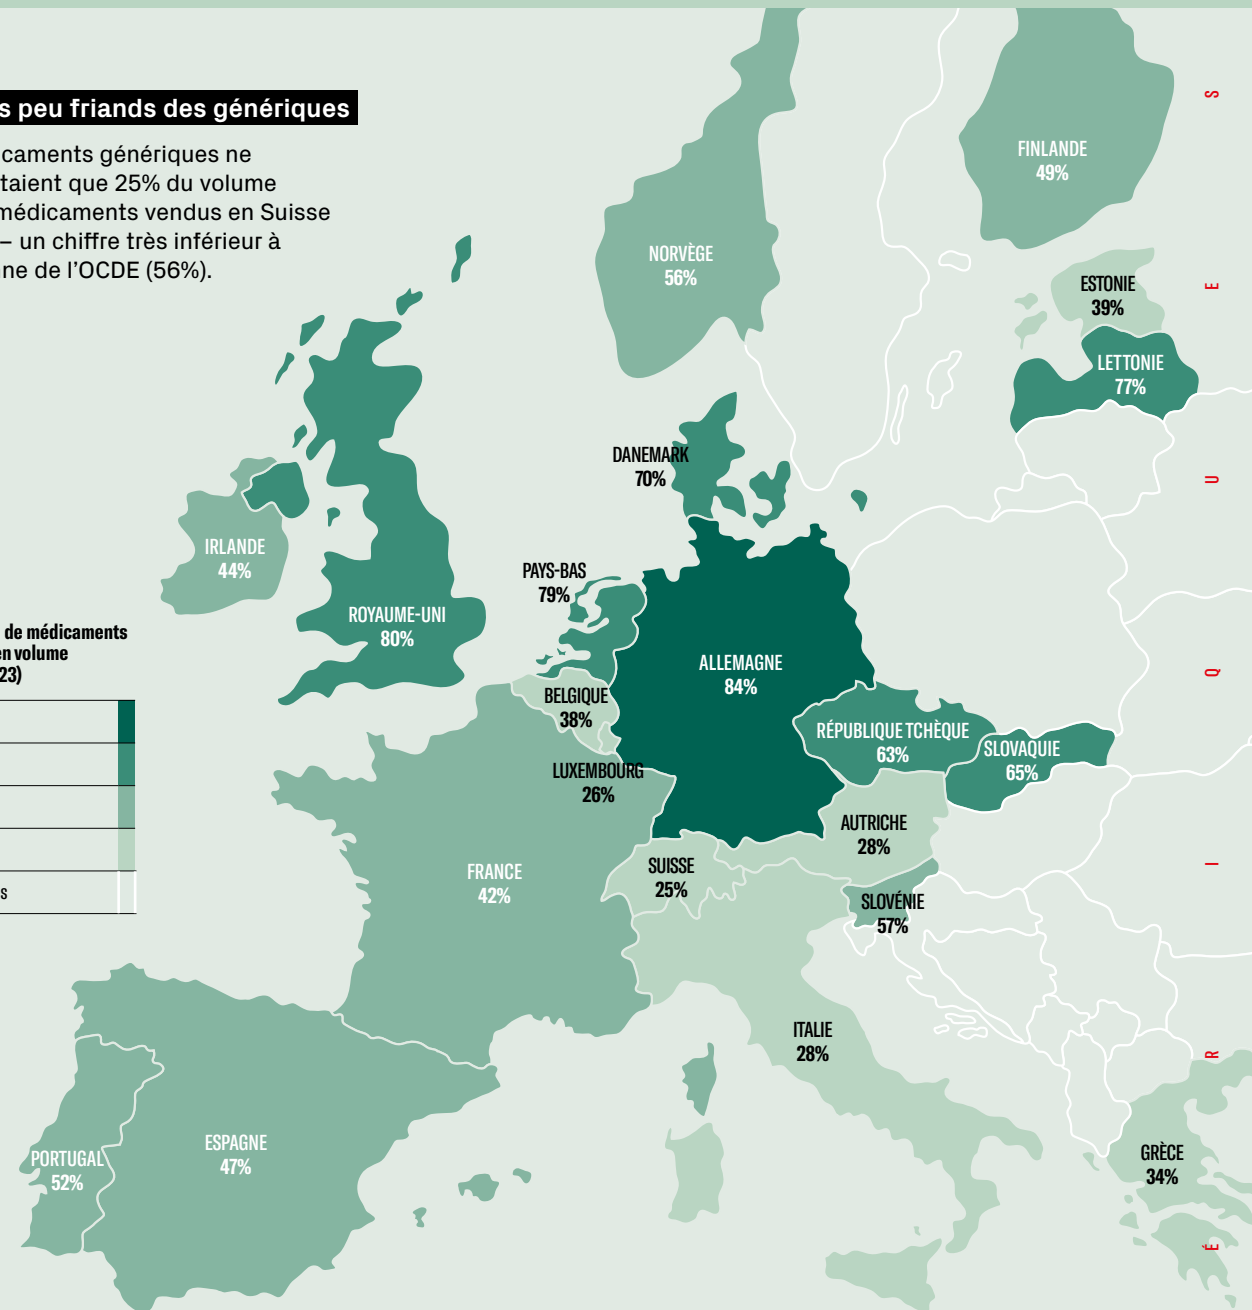 s peu friands des génériques
caments génériques ne
taient que 25% du volume
médicaments vendus en Suisse
– un chiffre très inférieur à
nne de l'OCDE (56%).
FINLANDE
49%
NORVÈGE
56%
ESTONIE
39%
LETTONIE
77%
DANEMARK
70%
IRLANDE
44%
PAYS-BAS
79%
ROYAUME-UNI
80%
de médicaments
en volume
23)
s
ALLEMAGNE
84%
BELGIQUE
38%
RÉPUBLIQUE TCHÈQUE
63%
SLOVAQUIE
65%
LUXEMBOURG
26%
AUTRICHE
28%
SUISSE
25%
FRANCE
42%
SLOVÉNIE
57%
ITALIE
28%
ESPAGNE
47%
PORTUGAL
52%
GRÈCE
34%
É R I Q U E S